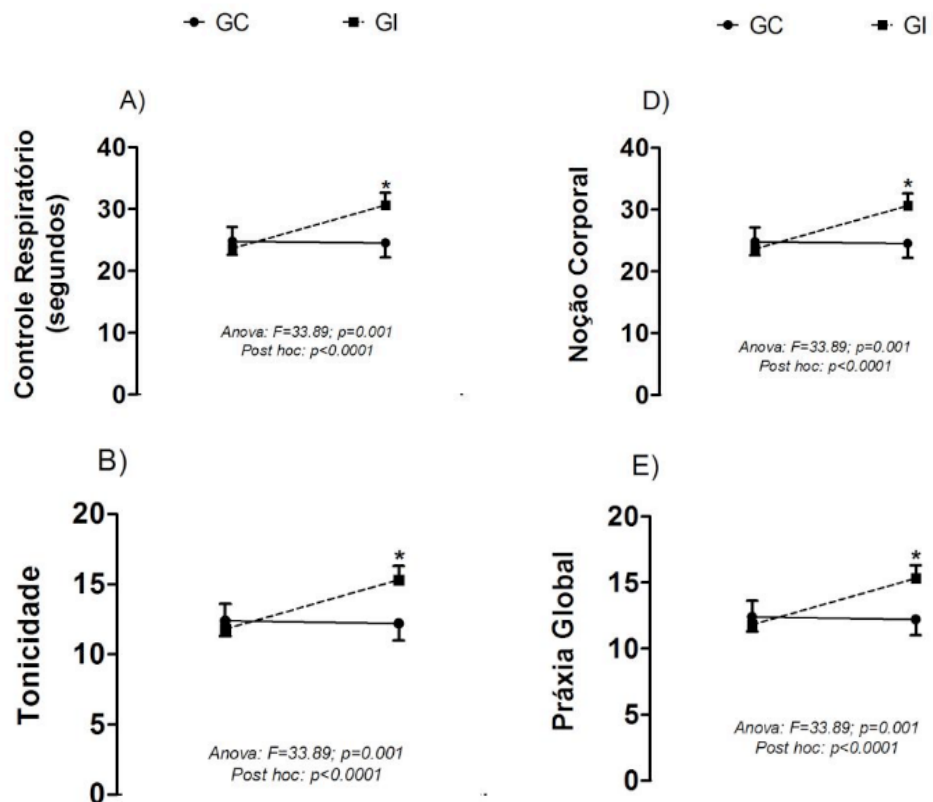 GC GI
GC GI
A)
Controle Respiratório
(segundos)
40
30
20
10
0
*
Anova: F=33.89; p=0.001
Post hoc: p<0.0001
D)
Noção Corporal
40
30
20
10
0
*
Anova: F=33.89; p=0.001
Post hoc: p<0.0001
B)
Tonicidade
20
15
10
5
0
*
Anova: F=33.89; p=0.001
Post hoc: p<0.0001
E)
Práxia Global
20
15
10
5
0
*
Anova: F=33.89; p=0.001
Post hoc: p<0.0001